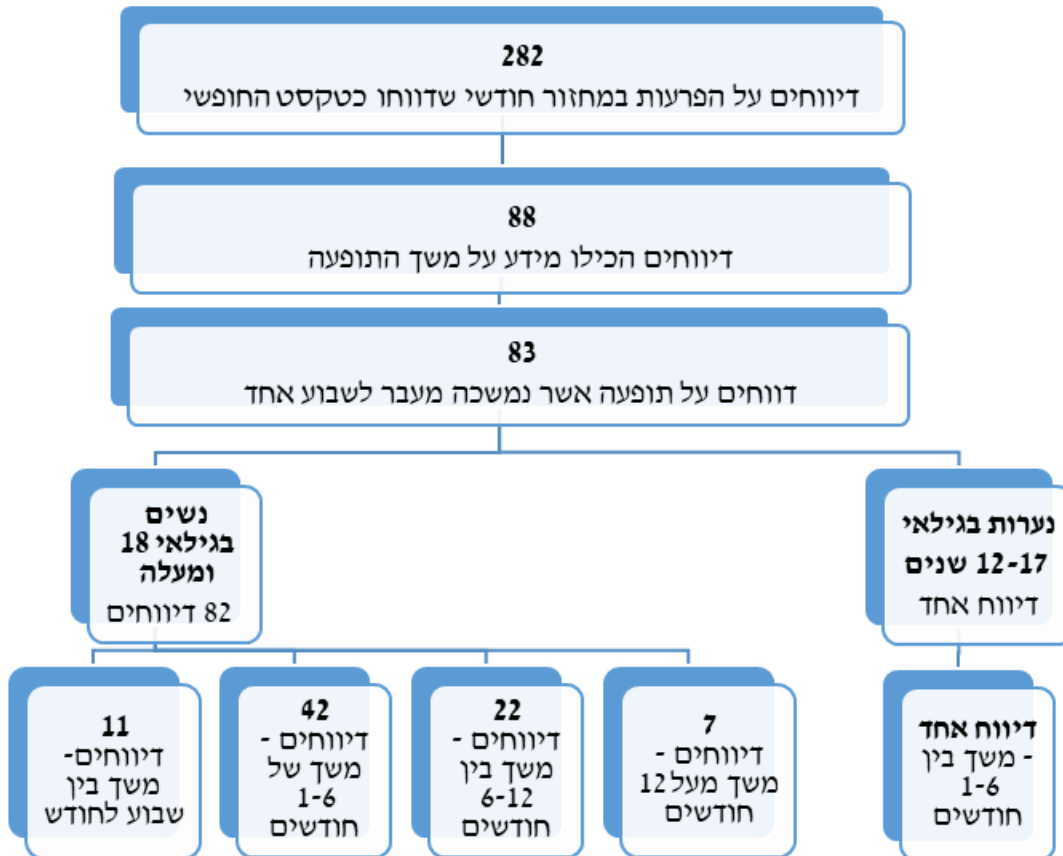 282
דיווחים על הפרעות במחזור חודשי שדווחו כטקסט החופשי
88
דיווחים הכילו מידע על משך התופעה
83
דווחים על תופעה אשר נמשכה מעבר לשבוע אחד
נערות בגילאי
12-17 שנים
דיווח אחד
נשים
בגילאי 18
ומעלה
82 דיווחים
דיווח אחד
- משך בין
1-6
חודשים
7
דיווחים -
משך מעל 12
חודשים
22
דיווחים -
משך בין
6-12
חודשים
42
דיווחים -
משך של
1-6
חודשים
11
דיווחים-
משך בין
שבוע לחודש